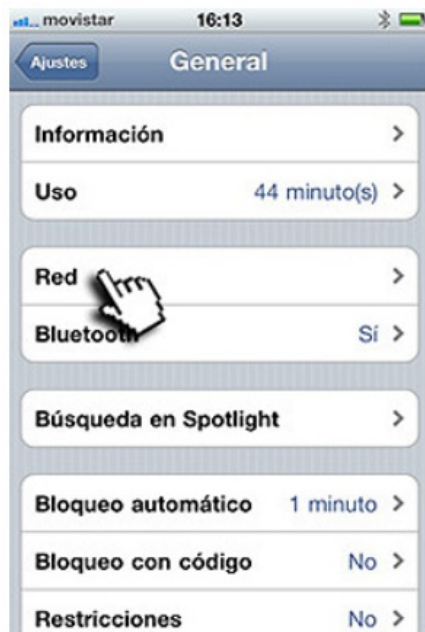 movistar 16:13
Ajustes General
Información
Uso 44 minuto(s)
Red
Bluetooth Sí
Búsqueda en Spotlight
Bloqueo automático 1 minuto
Bloqueo con código No
Restricciones No